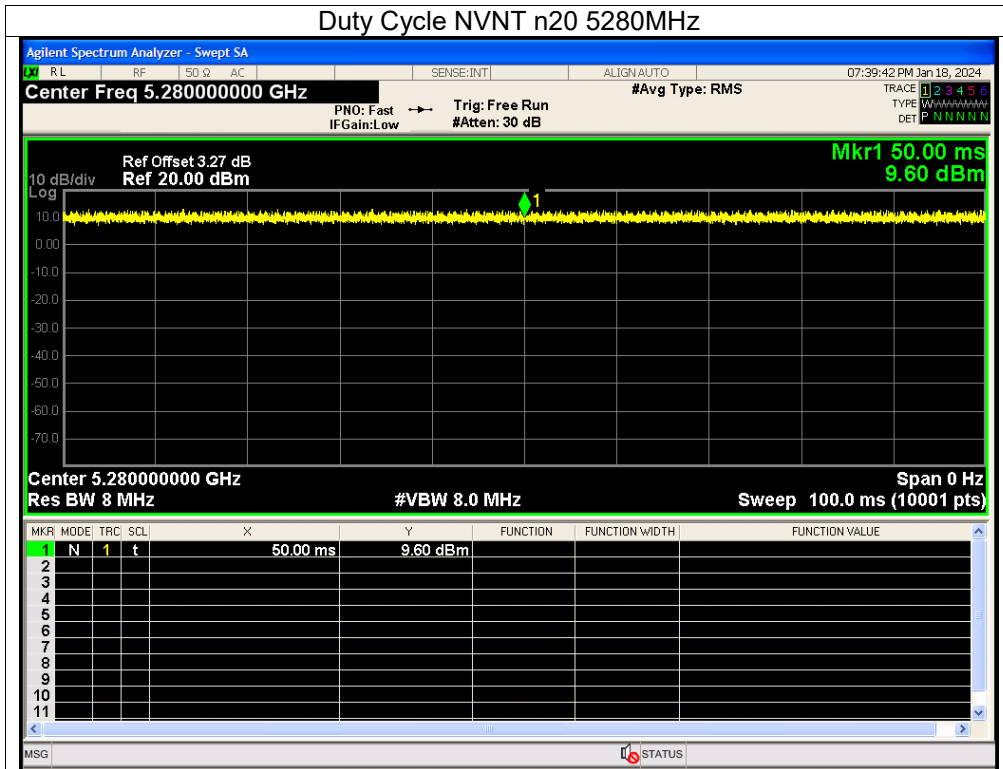 Duty Cycle NVNT n20 5280MHz
Agilent Spectrum Analyzer - Swept SA
LXI RL RF 50 Ω AC SENSE:INT ALIGN AUTO 07:39:42 PM Jan 18, 2024
Center Freq 5.280000000 GHz #Avg Type: RMS TRACE 1 2 3 4 5 6
PNO: Fast Trig: Free Run TYPE WWWWWW
IFGain:Low #Atten: 30 dB DET P N N N N N
Mkr1 50.00 ms
Ref Offset 3.27 dB
10 dB/div Ref 20.00 dBm 9.60 dBm
Log
1
10.0
0.00
-10.0
-20.0
-30.0
-40.0
-50.0
-60.0
-70.0
Center 5.280000000 GHz Span 0 Hz
Res BW 8 MHz #VBW 8.0 MHz Sweep 100.0 ms (10001 pts)
MKR MODE TRC SCL X Y FUNCTION FUNCTION WIDTH FUNCTION VALUE
1 N 1 t 50.00 ms 9.60 dBm
2
3
4
5
6
7
8
9
10
11
MSG STATUS